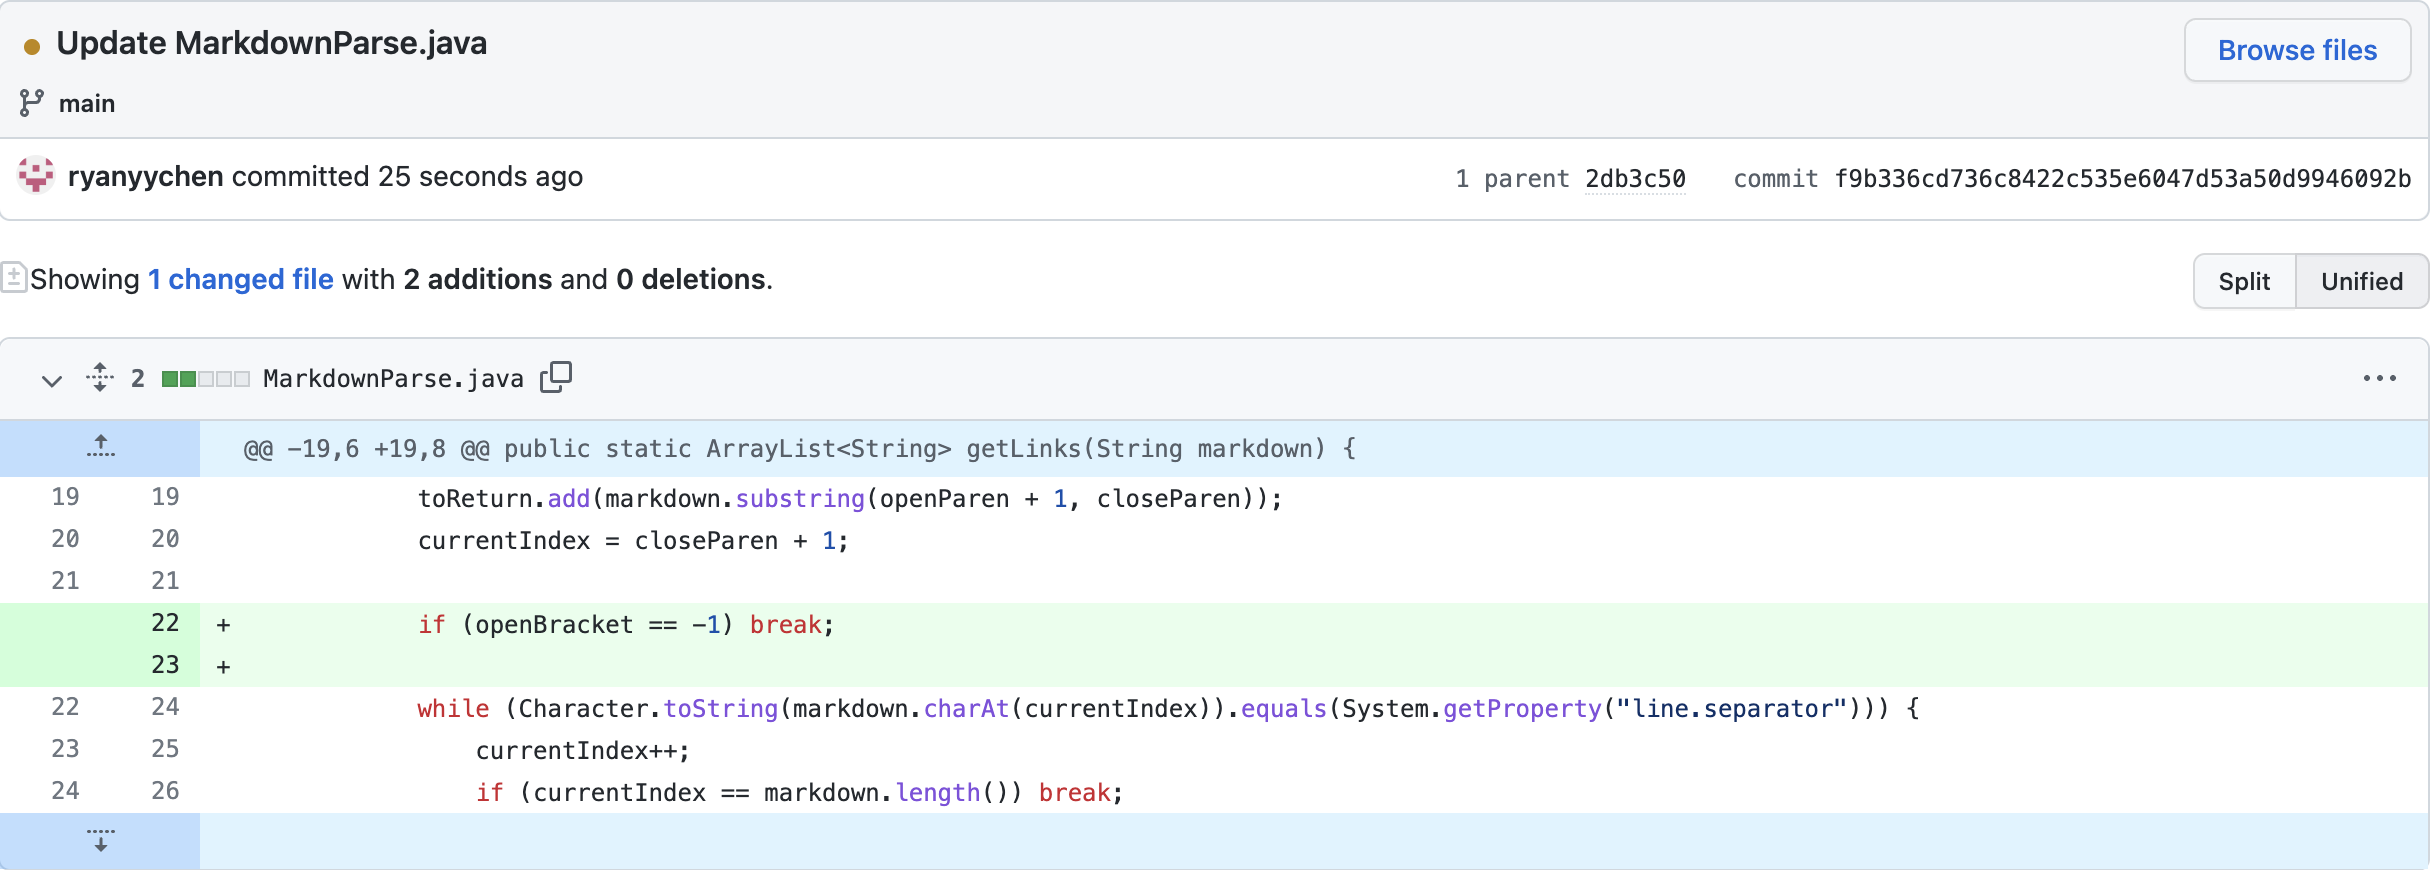 Update MarkdownParse.java
Browse files
main
ryanyychen committed 25 seconds ago
1 parent 2db3c50 commit f9b336cd736c8422c535e6047d53a50d9946092b
Showing 1 changed file with 2 additions and 0 deletions.
Split Unified
2 MarkdownParse.java
@@ -19,6 +19,8 @@ public static ArrayList<String> getLinks(String markdown) {
19 19 toReturn.add(markdown.substring(openParen + 1, closeParen));
20 20 currentIndex = closeParen + 1;
21 21
22 + if (openBracket == -1) break;
23 +
22 24 while (Character.toString(markdown.charAt(currentIndex)).equals(System.getProperty("line.separator"))) {
23 25 currentIndex++;
24 26 if (currentIndex == markdown.length()) break;